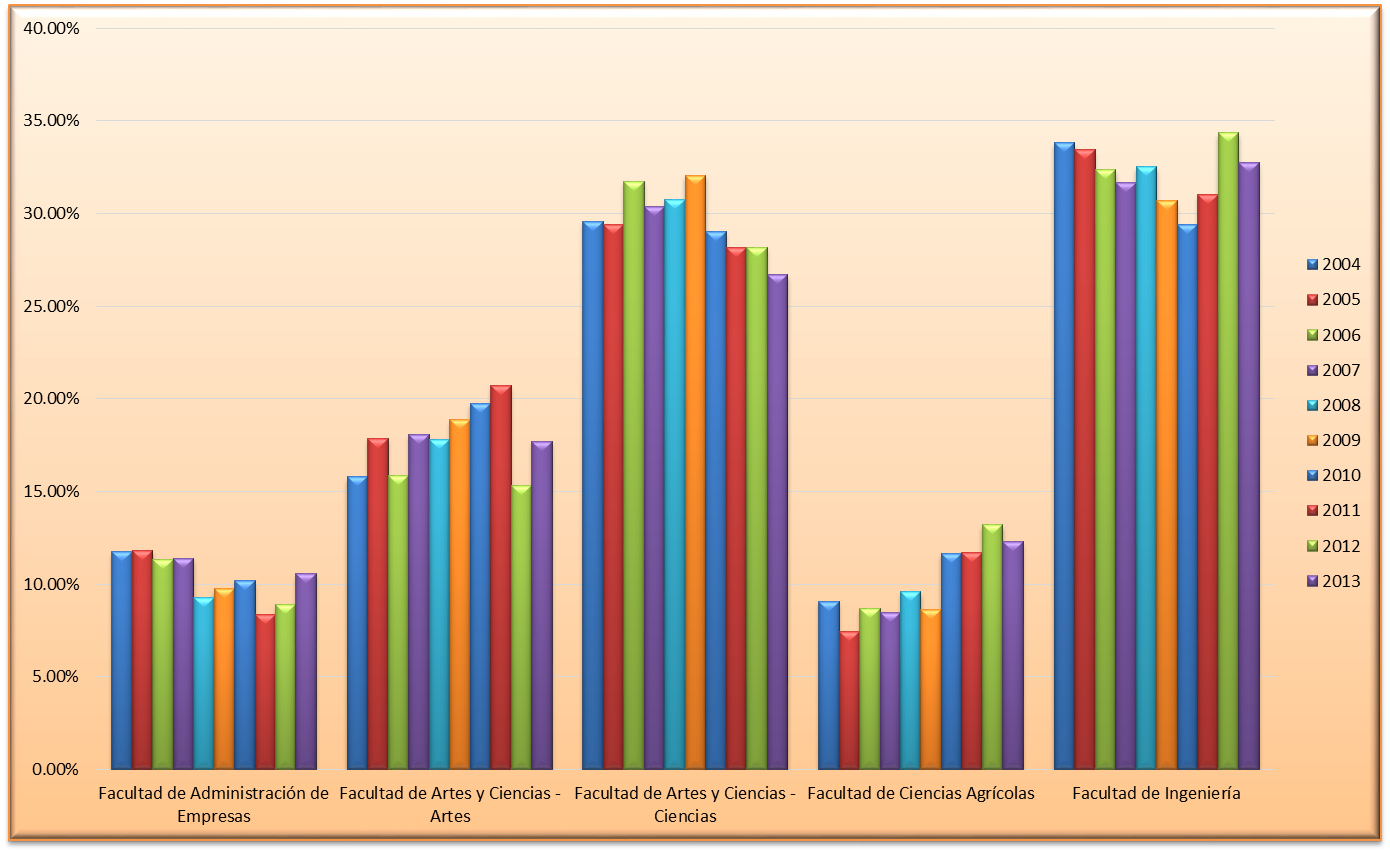 40.00%
35.00%
30.00%
25.00%
20.00%
15.00%
10.00%
5.00%
0.00%
Facultad de Administración de
Empresas
Facultad de Artes y Ciencias -
Artes
Facultad de Artes y Ciencias -
Ciencias
Facultad de Ciencias Agrícolas
Facultad de Ingeniería
2004
2005
2006
2007
2008
2009
2010
2011
2012
2013